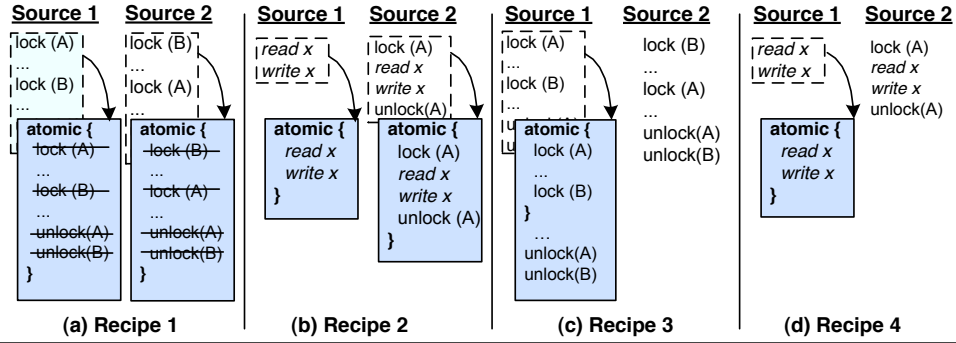 Source 1
lock (A)
...
lock (B)
...
atomic {
lock (A)
...
lock (B)
...
unlock(A)
unlock(B)
}
Source 2
lock (B)
...
lock (A)
...
atomic {
lock (B)
...
lock (A)
...
unlock(A)
unlock(B)
}
(a) Recipe 1
Source 1
read x
write x
atomic {
read x
write x
}
Source 2
lock (A)
read x
write x
unlock(A)
atomic {
lock (A)
read x
write x
unlock (A)
}
(b) Recipe 2
Source 1
lock (A)
...
lock (B)
...
atomic {
lock (A)
...
lock (B)
}
...
unlock(A)
unlock(B)
Source 2
lock (B)
...
lock (A)
...
unlock(A)
unlock(B)
(c) Recipe 3
Source 1
read x
write x
atomic {
read x
write x
}
Source 2
lock (A)
read x
write x
unlock(A)
(d) Recipe 4